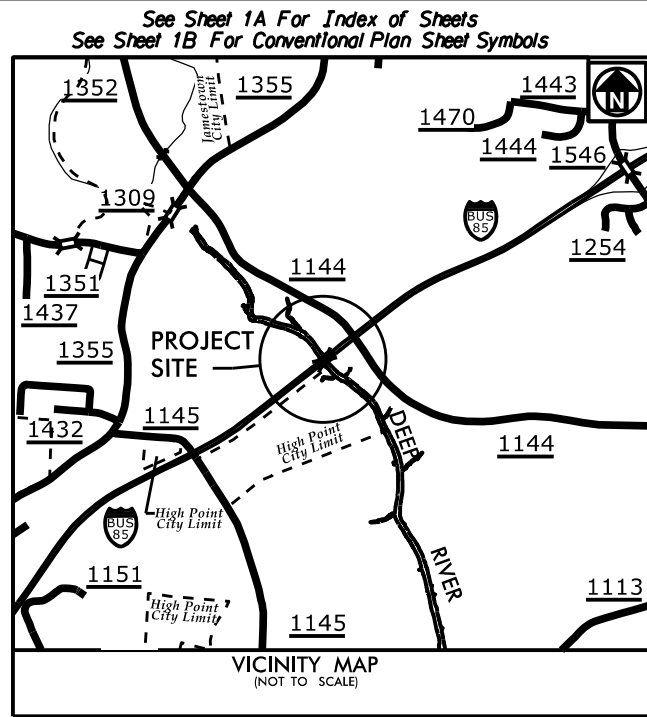 See Sheet 1A For Index of Sheets
See Sheet 1B For Conventional Plan Sheet Symbols
1352
Jamestown
City Limit
1355
1443
1470
1444
1546
N
1309
BUS
85
1254
1144
1351
1437
1355
PROJECT
SITE
1432
1145
DEEP
High Point
City Limit
1144
High Point
City Limit
BUS
85
RIVER
1151
High Point
City Limit
1145
1113
VICINITY MAP
(NOT TO SCALE)